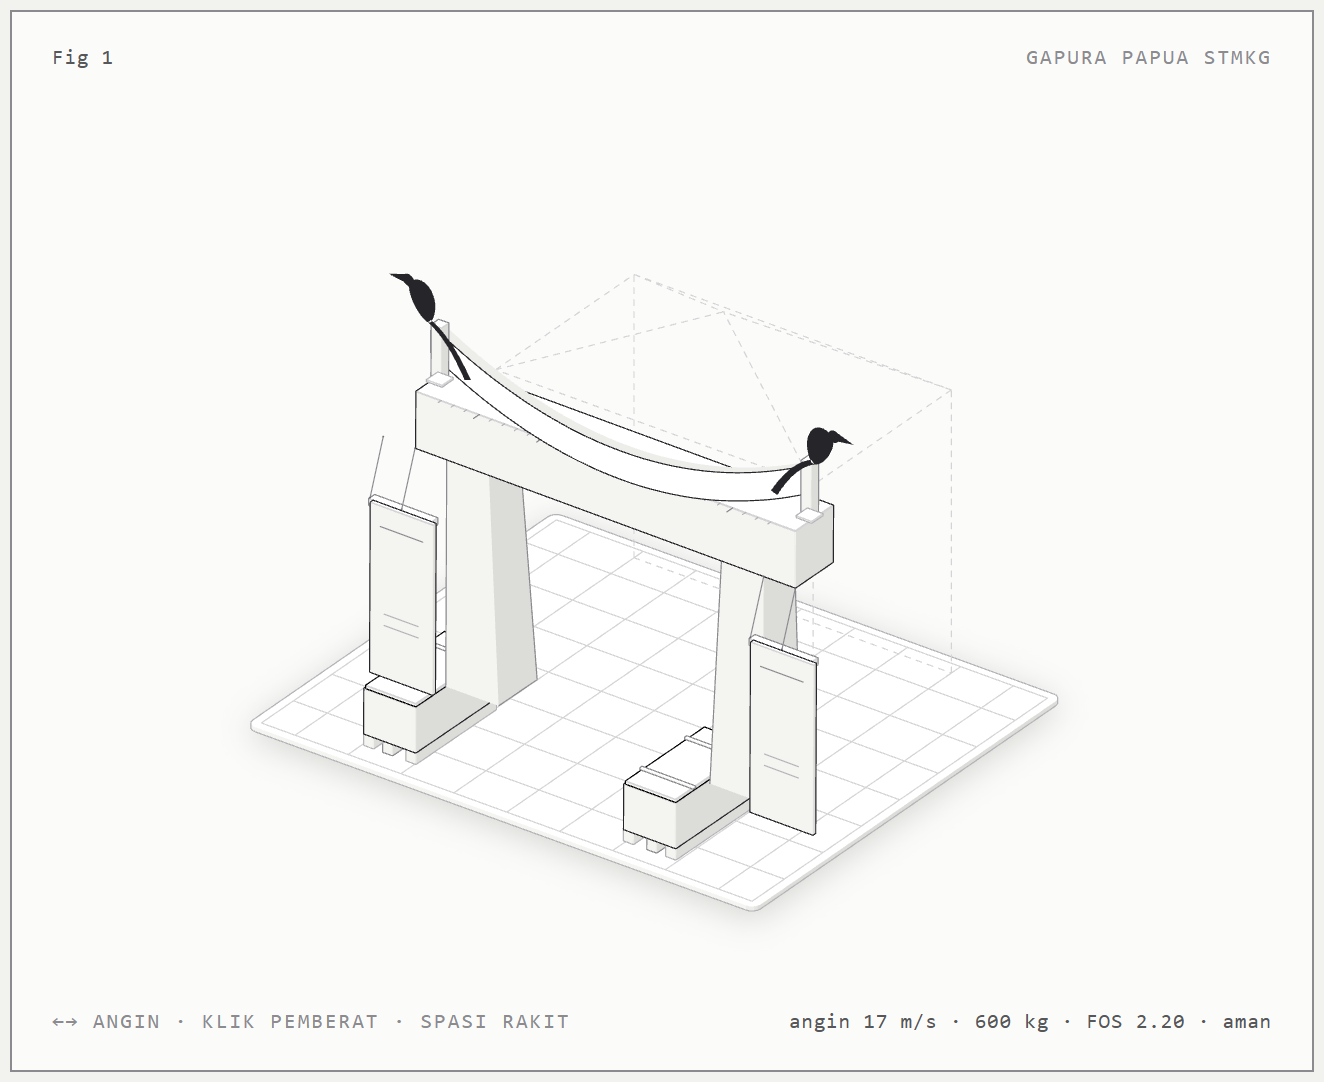 Fig 1
GAPURA PAPUA STMKG
←→ ANGIN · KLIK PEMBERAT · SPASI RAKIT
angin 17 m/s · 600 kg · FOS 2.20 · aman